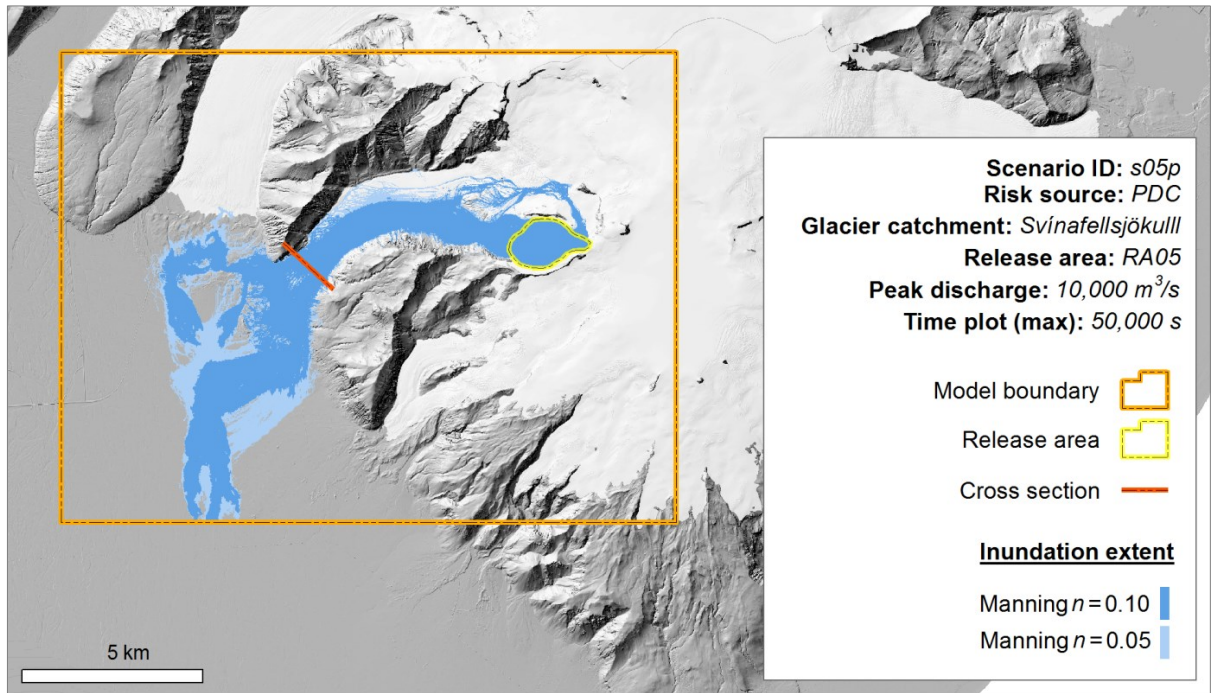 Scenario ID: s05p
Risk source: PDC
Glacier catchment: Svínafellsjökulll
Release area: RA05
Peak discharge: 10,000 m³/s
Time plot (max): 50,000 s
Model boundary
Release area
Cross section
Inundation extent
Manning n = 0.10
Manning n = 0.05
5 km